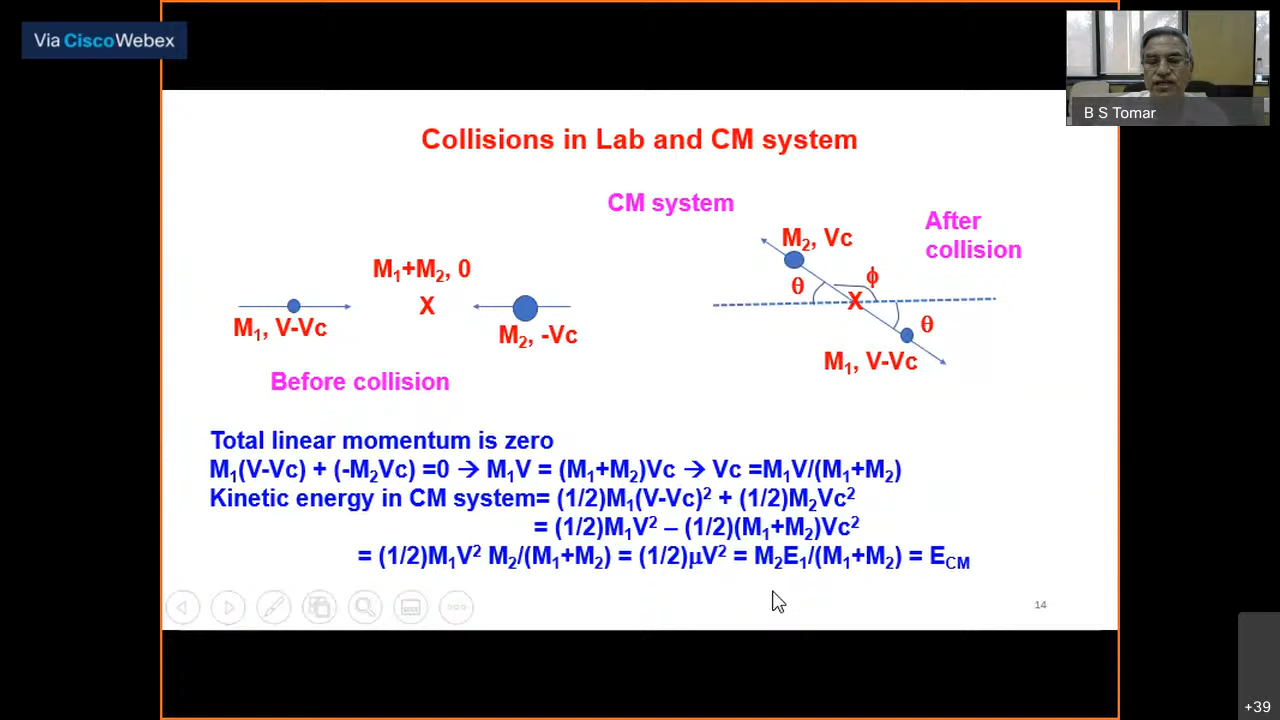 Via CiscoWebex
B S Tomar
Collisions in Lab and CM system
CM system
After
collision
M₂, Vc
M₁+M₂, 0
θ
ϕ
X
X
M₁, V-Vc
M₂, -Vc
θ
M₁, V-Vc
Before collision
Total linear momentum is zero
M₁(V-Vc) + (-M₂Vc) =0 → M₁V = (M₁+M₂)Vc → Vc =M₁V/(M₁+M₂)
Kinetic energy in CM system= (1/2)M₁(V-Vc)² + (1/2)M₂Vc²
= (1/2)M₁V² – (1/2)(M₁+M₂)Vc²
= (1/2)M₁V² M₂/(M₁+M₂) = (1/2)μV² = M₂E₁/(M₁+M₂) = E_CM
14
+39